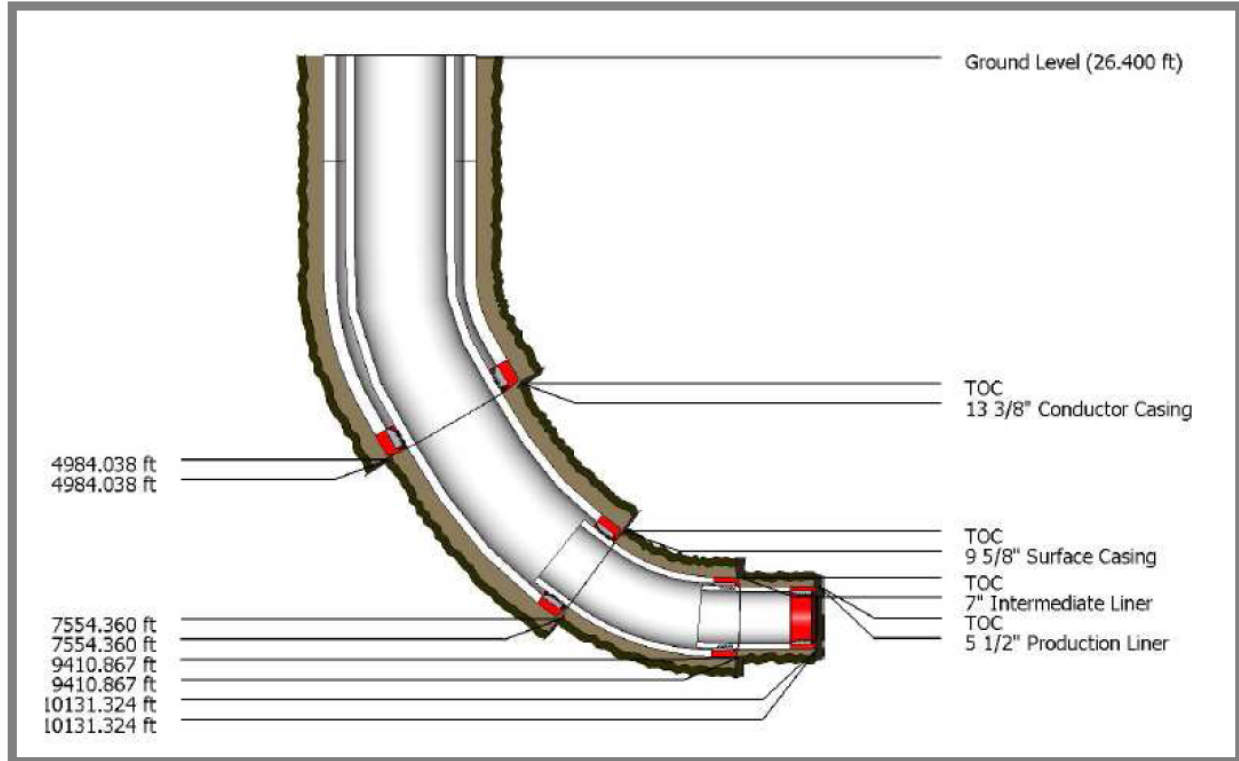 Ground Level (26.400 ft)
TOC
13 3/8" Conductor Casing
4984.038 ft
4984.038 ft
TOC
9 5/8" Surface Casing
TOC
7" Intermediate Liner
TOC
5 1/2" Production Liner
7554.360 ft
7554.360 ft
9410.867 ft
9410.867 ft
10131.324 ft
10131.324 ft